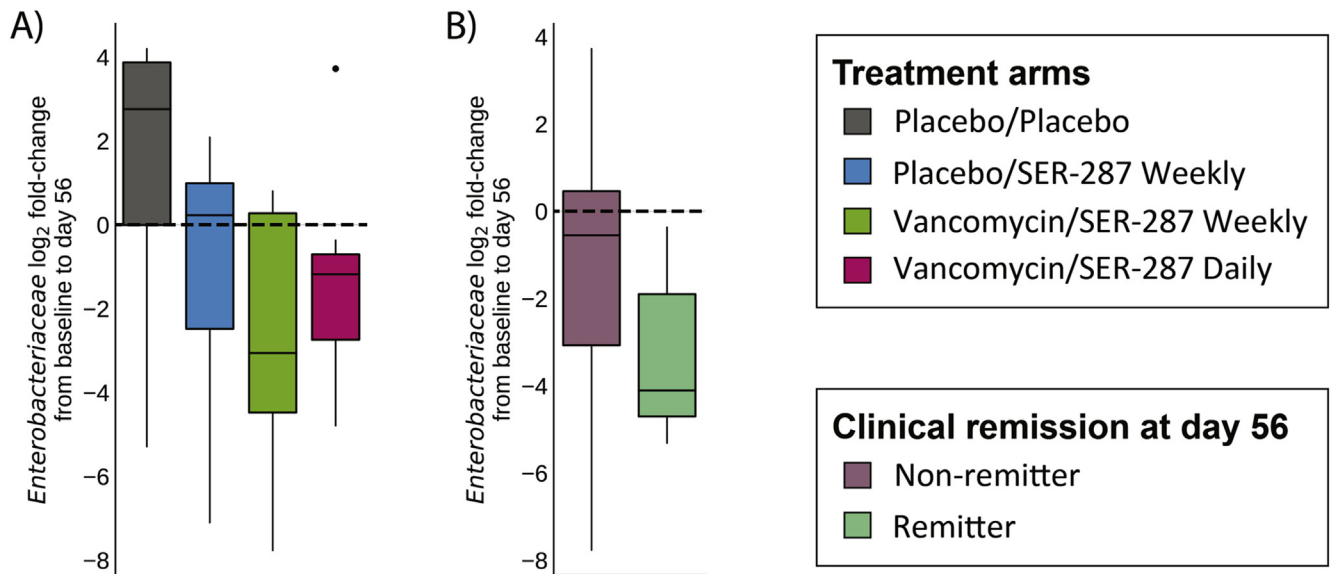 A)
Enterobacteriaceae log₂ fold-change
from baseline to day 56
4
2
0
−2
−4
−6
−8
B)
Enterobacteriaceae log₂ fold-change
from baseline to day 56
4
2
0
−2
−4
−6
−8
Treatment arms
Placebo/Placebo
Placebo/SER-287 Weekly
Vancomycin/SER-287 Weekly
Vancomycin/SER-287 Daily
Clinical remission at day 56
Non-remitter
Remitter